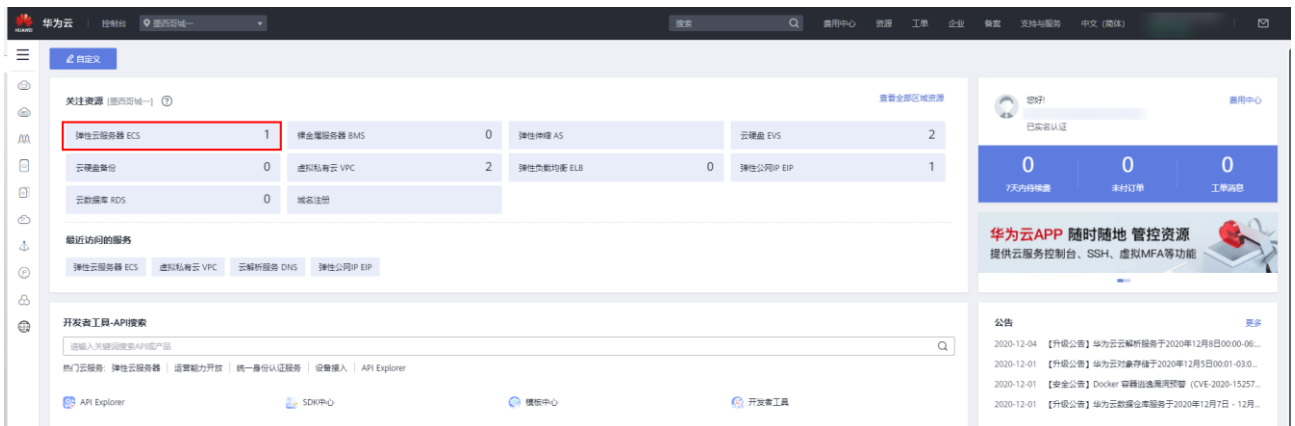 HUAWEI 华为云 控制台 墨西哥城一 搜索 费用中心 资源 工单 企业 备案 支持与服务 中文 (简体)
自定义
关注资源 [墨西哥城一] ? 查看全部区域资源
弹性云服务器 ECS 1 裸金属服务器 BMS 0 弹性伸缩 AS 云硬盘 EVS 2
云硬盘备份 0 虚拟私有云 VPC 2 弹性负载均衡 ELB 0 弹性公网IP EIP 1
云数据库 RDS 0 域名注册
最近访问的服务
弹性云服务器 ECS 虚拟私有云 VPC 云解析服务 DNS 弹性公网IP EIP
开发者工具-API搜索
请输入关键词搜索API或产品
热门云服务: 弹性云服务器 | 运营能力开放 | 统一身份认证服务 | 设备接入 | API Explorer
API Explorer SDK中心 模板中心 开发者工具
您好! 费用中心
已实名认证
0 0 0
7天内待续费 未付订单 工单消息
华为云APP 随时随地 管控资源
提供云服务控制台、SSH、虚拟MFA等功能
公告 更多
2020-12-04 【升级公告】华为云云解析服务于2020年12月8日00:00-06:...
2020-12-01 【升级公告】华为云对象存储于2020年12月5日00:01-03:0...
2020-12-01 【安全公告】Docker 容器逃逸漏洞预警（CVE-2020-15257...
2020-12-01 【升级公告】华为云数据仓库服务于2020年12月7日 - 12月...